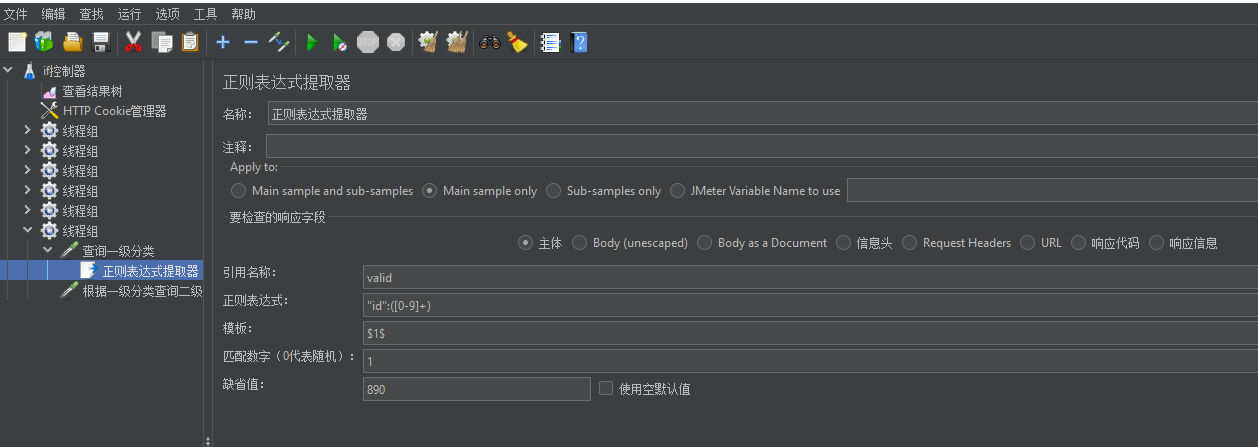 文件 编辑 查找 运行 选项 工具 帮助
STOP
if控制器
查看结果树
HTTP Cookie管理器
线程组
线程组
线程组
线程组
线程组
线程组
查询一级分类
正则表达式提取器
根据一级分类查询二级
正则表达式提取器
名称： 正则表达式提取器
注释：
Apply to:
Main sample and sub-samples Main sample only Sub-samples only JMeter Variable Name to use
要检查的响应字段
主体 Body (unescaped) Body as a Document 信息头 Request Headers URL 响应代码 响应信息
引用名称： valid
正则表达式： "id":([0-9]+)
模板： $1$
匹配数字（0代表随机）： 1
缺省值： 890 使用空默认值